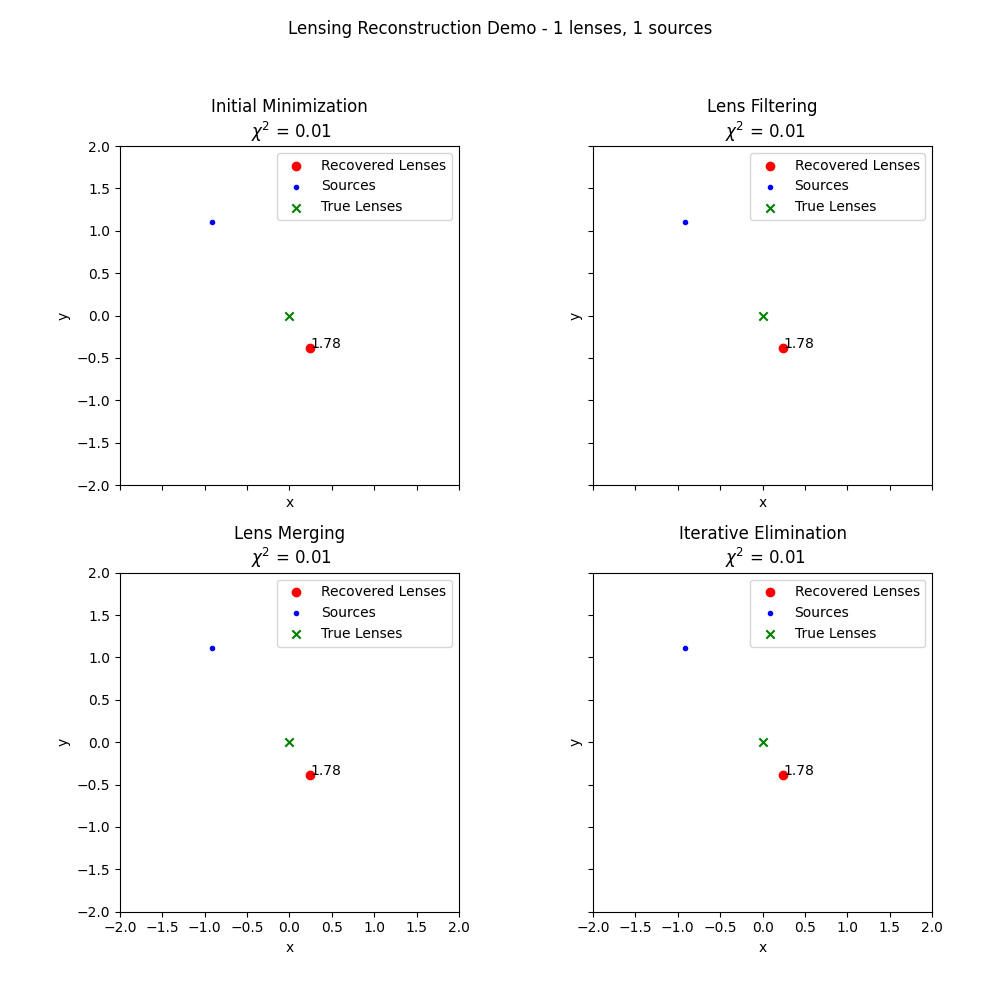 Lensing Reconstruction Demo - 1 lenses, 1 sources
Initial Minimization
χ² = 0.01
2.0
1.5
1.0
0.5
0.0
−0.5
−1.0
−1.5
−2.0
y
x
Recovered Lenses
Sources
True Lenses
1.78
Lens Filtering
χ² = 0.01
y
x
Recovered Lenses
Sources
True Lenses
1.78
Lens Merging
χ² = 0.01
2.0
1.5
1.0
0.5
0.0
−0.5
−1.0
−1.5
−2.0
y
−2.0 −1.5 −1.0 −0.5 0.0 0.5 1.0 1.5 2.0
x
Recovered Lenses
Sources
True Lenses
1.78
Iterative Elimination
χ² = 0.01
y
−2.0 −1.5 −1.0 −0.5 0.0 0.5 1.0 1.5 2.0
x
Recovered Lenses
Sources
True Lenses
1.78